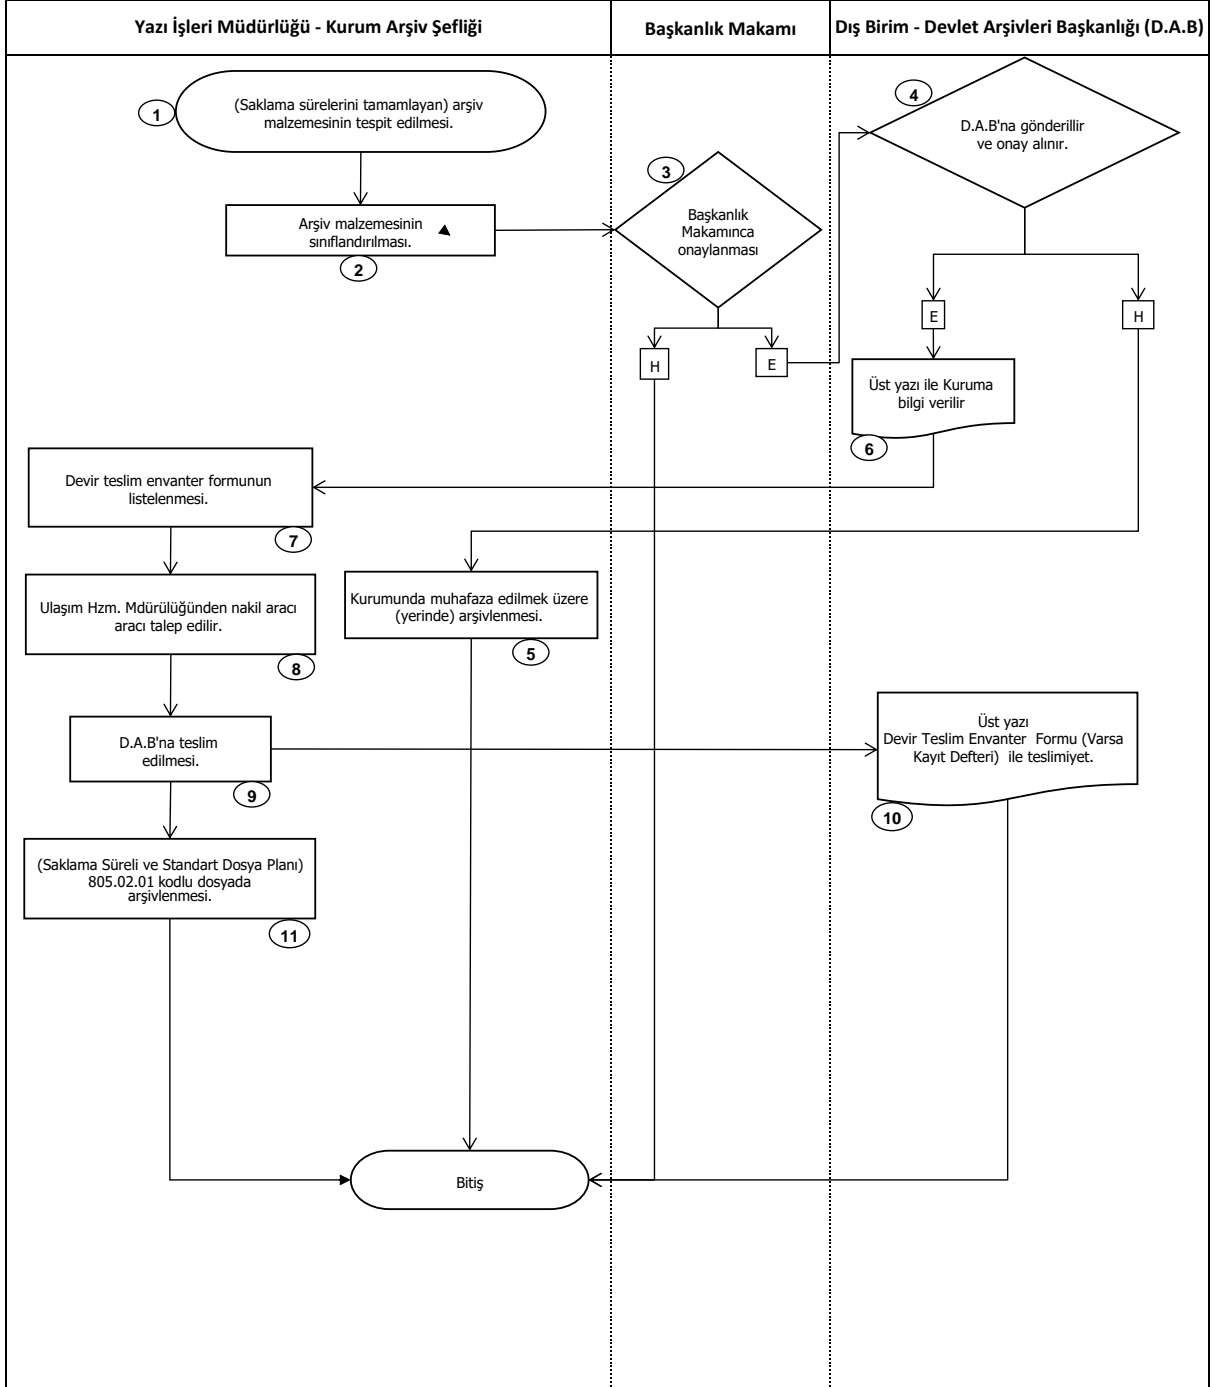 Yazı İşleri Müdürlüğü - Kurum Arşiv Şefliği
Başkanlık Makamı
Dış Birim - Devlet Arşivleri Başkanlığı (D.A.B)
1
(Saklama sürelerini tamamlayan) arşiv
malzemesinin tespit edilmesi.
4
D.A.B'na gönderillir
ve onay alınır.
3
Başkanlık
Makamınca
onaylanması
Arşiv malzemesinin
sınıflandırılması.
2
E
H
H
E
Üst yazı ile Kuruma
bilgi verilir
6
Devir teslim envanter formunun
listelenmesi.
7
Ulaşım Hzm. Mdürülüğünden nakil aracı
aracı talep edilir.
8
Kurumunda muhafaza edilmek üzere
(yerinde) arşivlenmesi.
5
D.A.B'na teslim
edilmesi.
9
Üst yazı
Devir Teslim Envanter Formu (Varsa
Kayıt Defteri) ile teslimiyet.
10
(Saklama Süreli ve Standart Dosya Planı)
805.02.01 kodlu dosyada
arşivlenmesi.
11
Bitiş